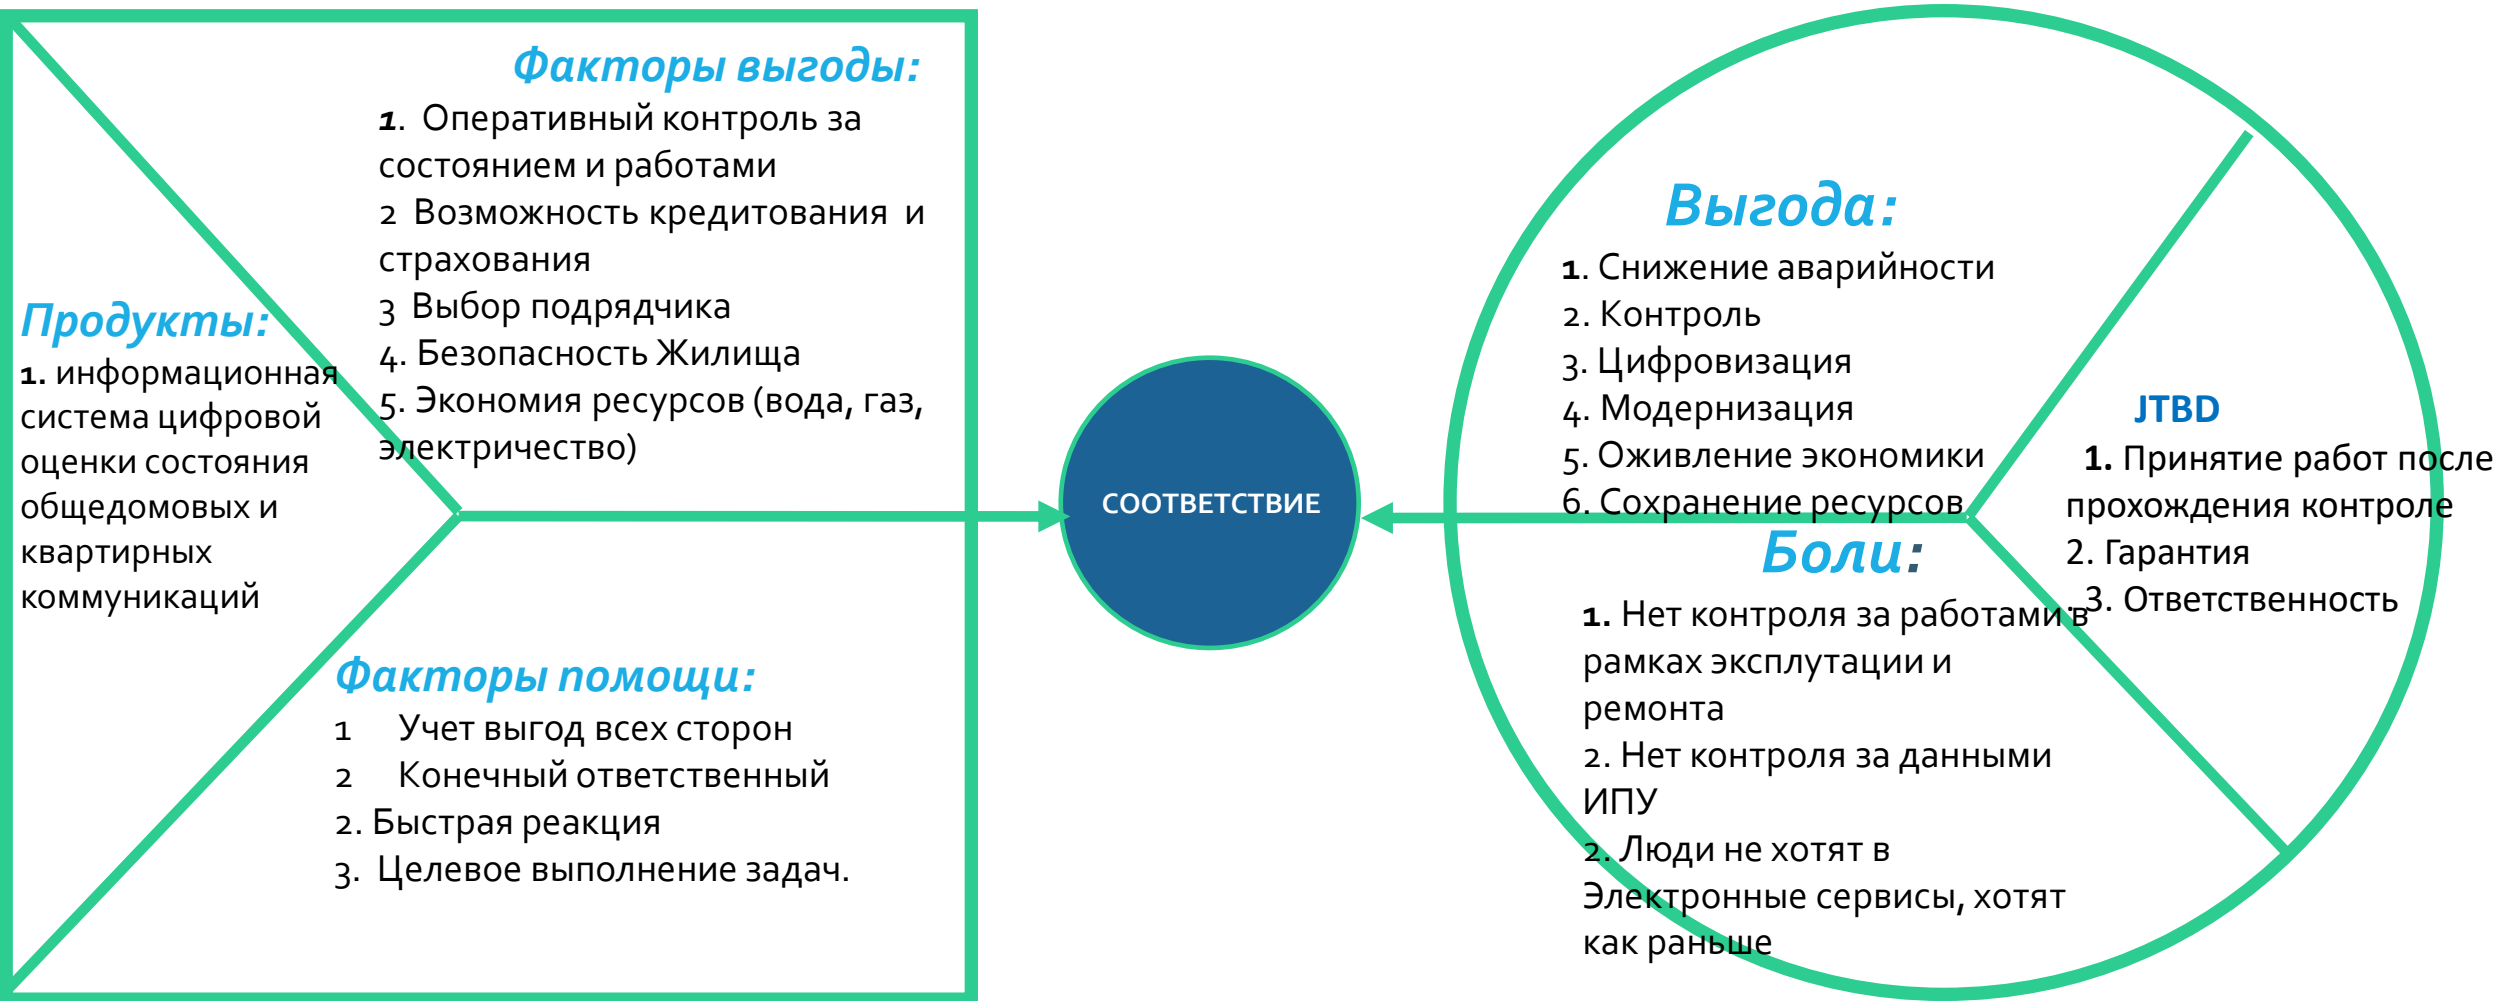 Факторы выгоды:
1. Оперативный контроль за
состоянием и работами
2 Возможность кредитования и
страхования
3 Выбор подрядчика
4. Безопасность Жилища
5. Экономия ресурсов (вода, газ,
электричество)
Продукты:
1. информационная
система цифровой
оценки состояния
общедомовых и
квартирных
коммуникаций
Факторы помощи:
1 Учет выгод всех сторон
2 Конечный ответственный
2. Быстрая реакция
3. Целевое выполнение задач.
СООТВЕТСТВИЕ
Выгода:
1. Снижение аварийности
2. Контроль
3. Цифровизация
4. Модернизация
5. Оживление экономики
6. Сохранение ресурсов
Боли:
1. Нет контроля за работами в
рамках эксплутации и
ремонта
2. Нет контроля за данными
ИПУ
2. Люди не хотят в
Электронные сервисы, хотят
как раньше
JTBD
1. Принятие работ после
прохождения контроле
2. Гарантия
. 3. Ответственность